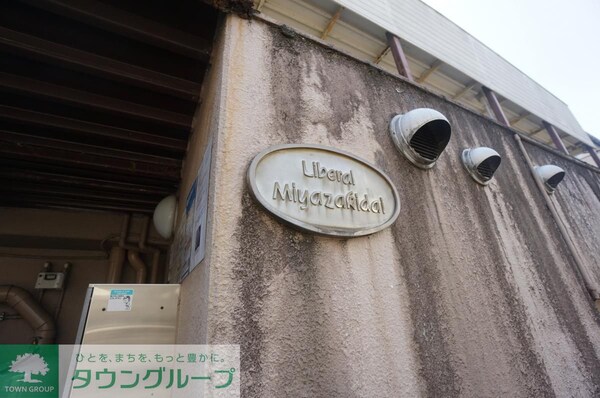 Liberal
Miyazakidai
ひとを、まちを、もっと豊かに。
タウングループ
TOWN GROUP